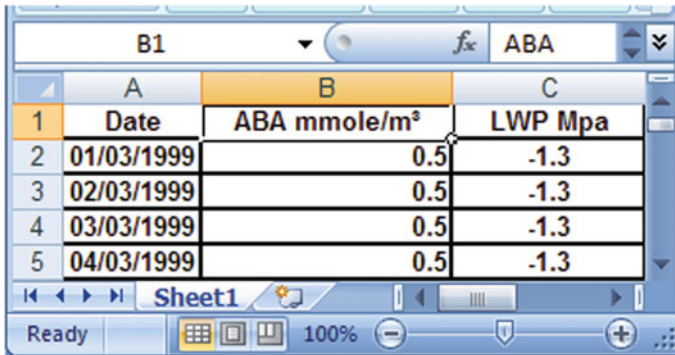 B1 fx ABA
A B C
1 Date ABA mmole/m³ LWP Mpa
2 01/03/1999 0.5 -1.3
3 02/03/1999 0.5 -1.3
4 03/03/1999 0.5 -1.3
5 04/03/1999 0.5 -1.3
Sheet1
Ready 100%